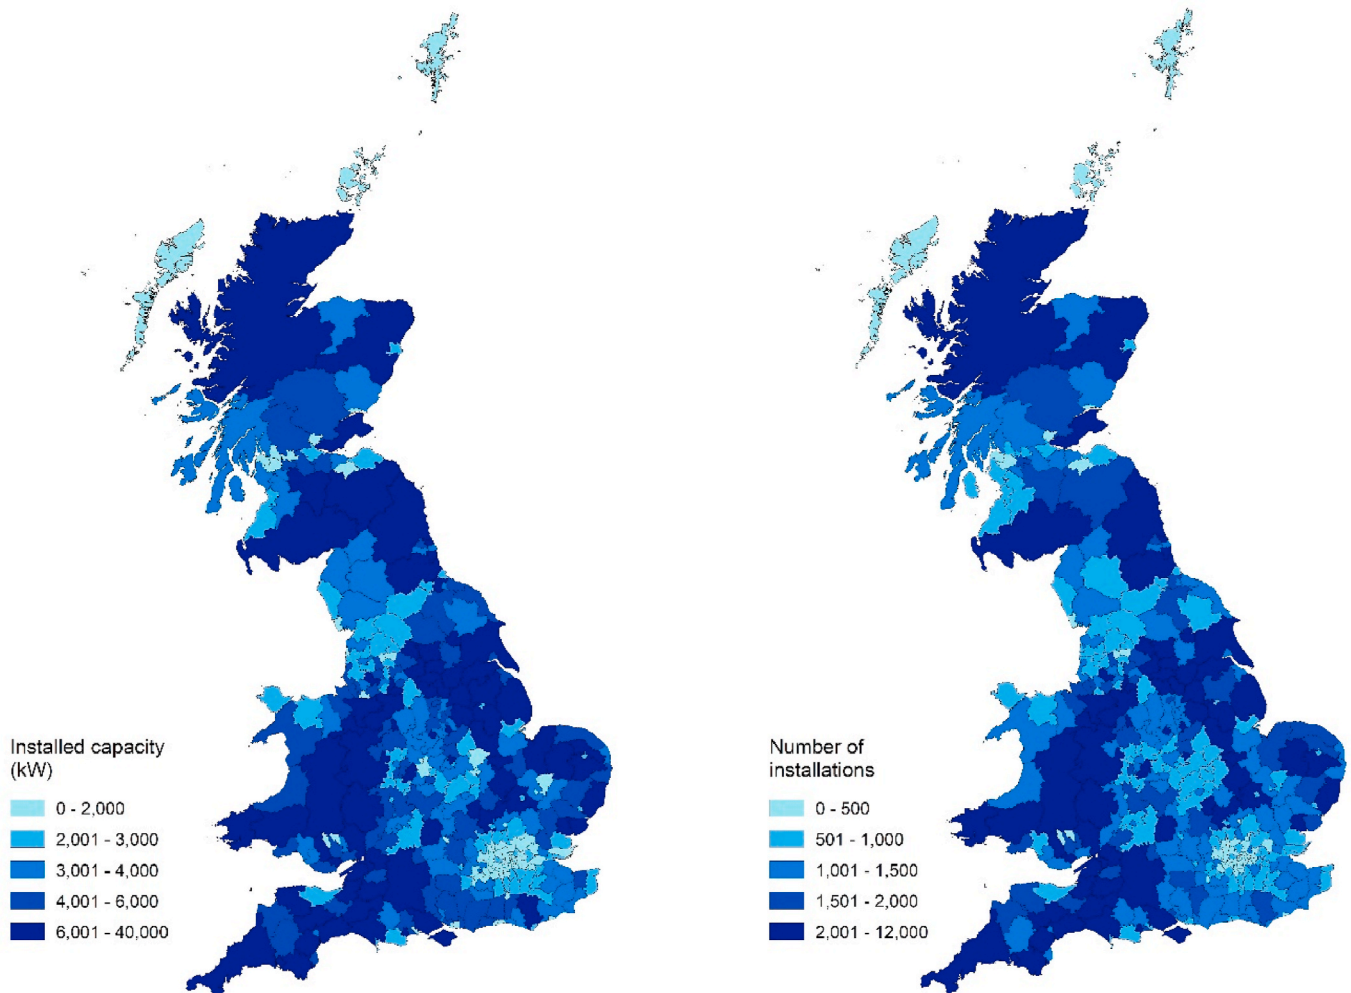 Installed capacity
(kW)
0 - 2,000
2,001 - 3,000
3,001 - 4,000
4,001 - 6,000
6,001 - 40,000
Number of
installations
0 - 500
501 - 1,000
1,001 - 1,500
1,501 - 2,000
2,001 - 12,000